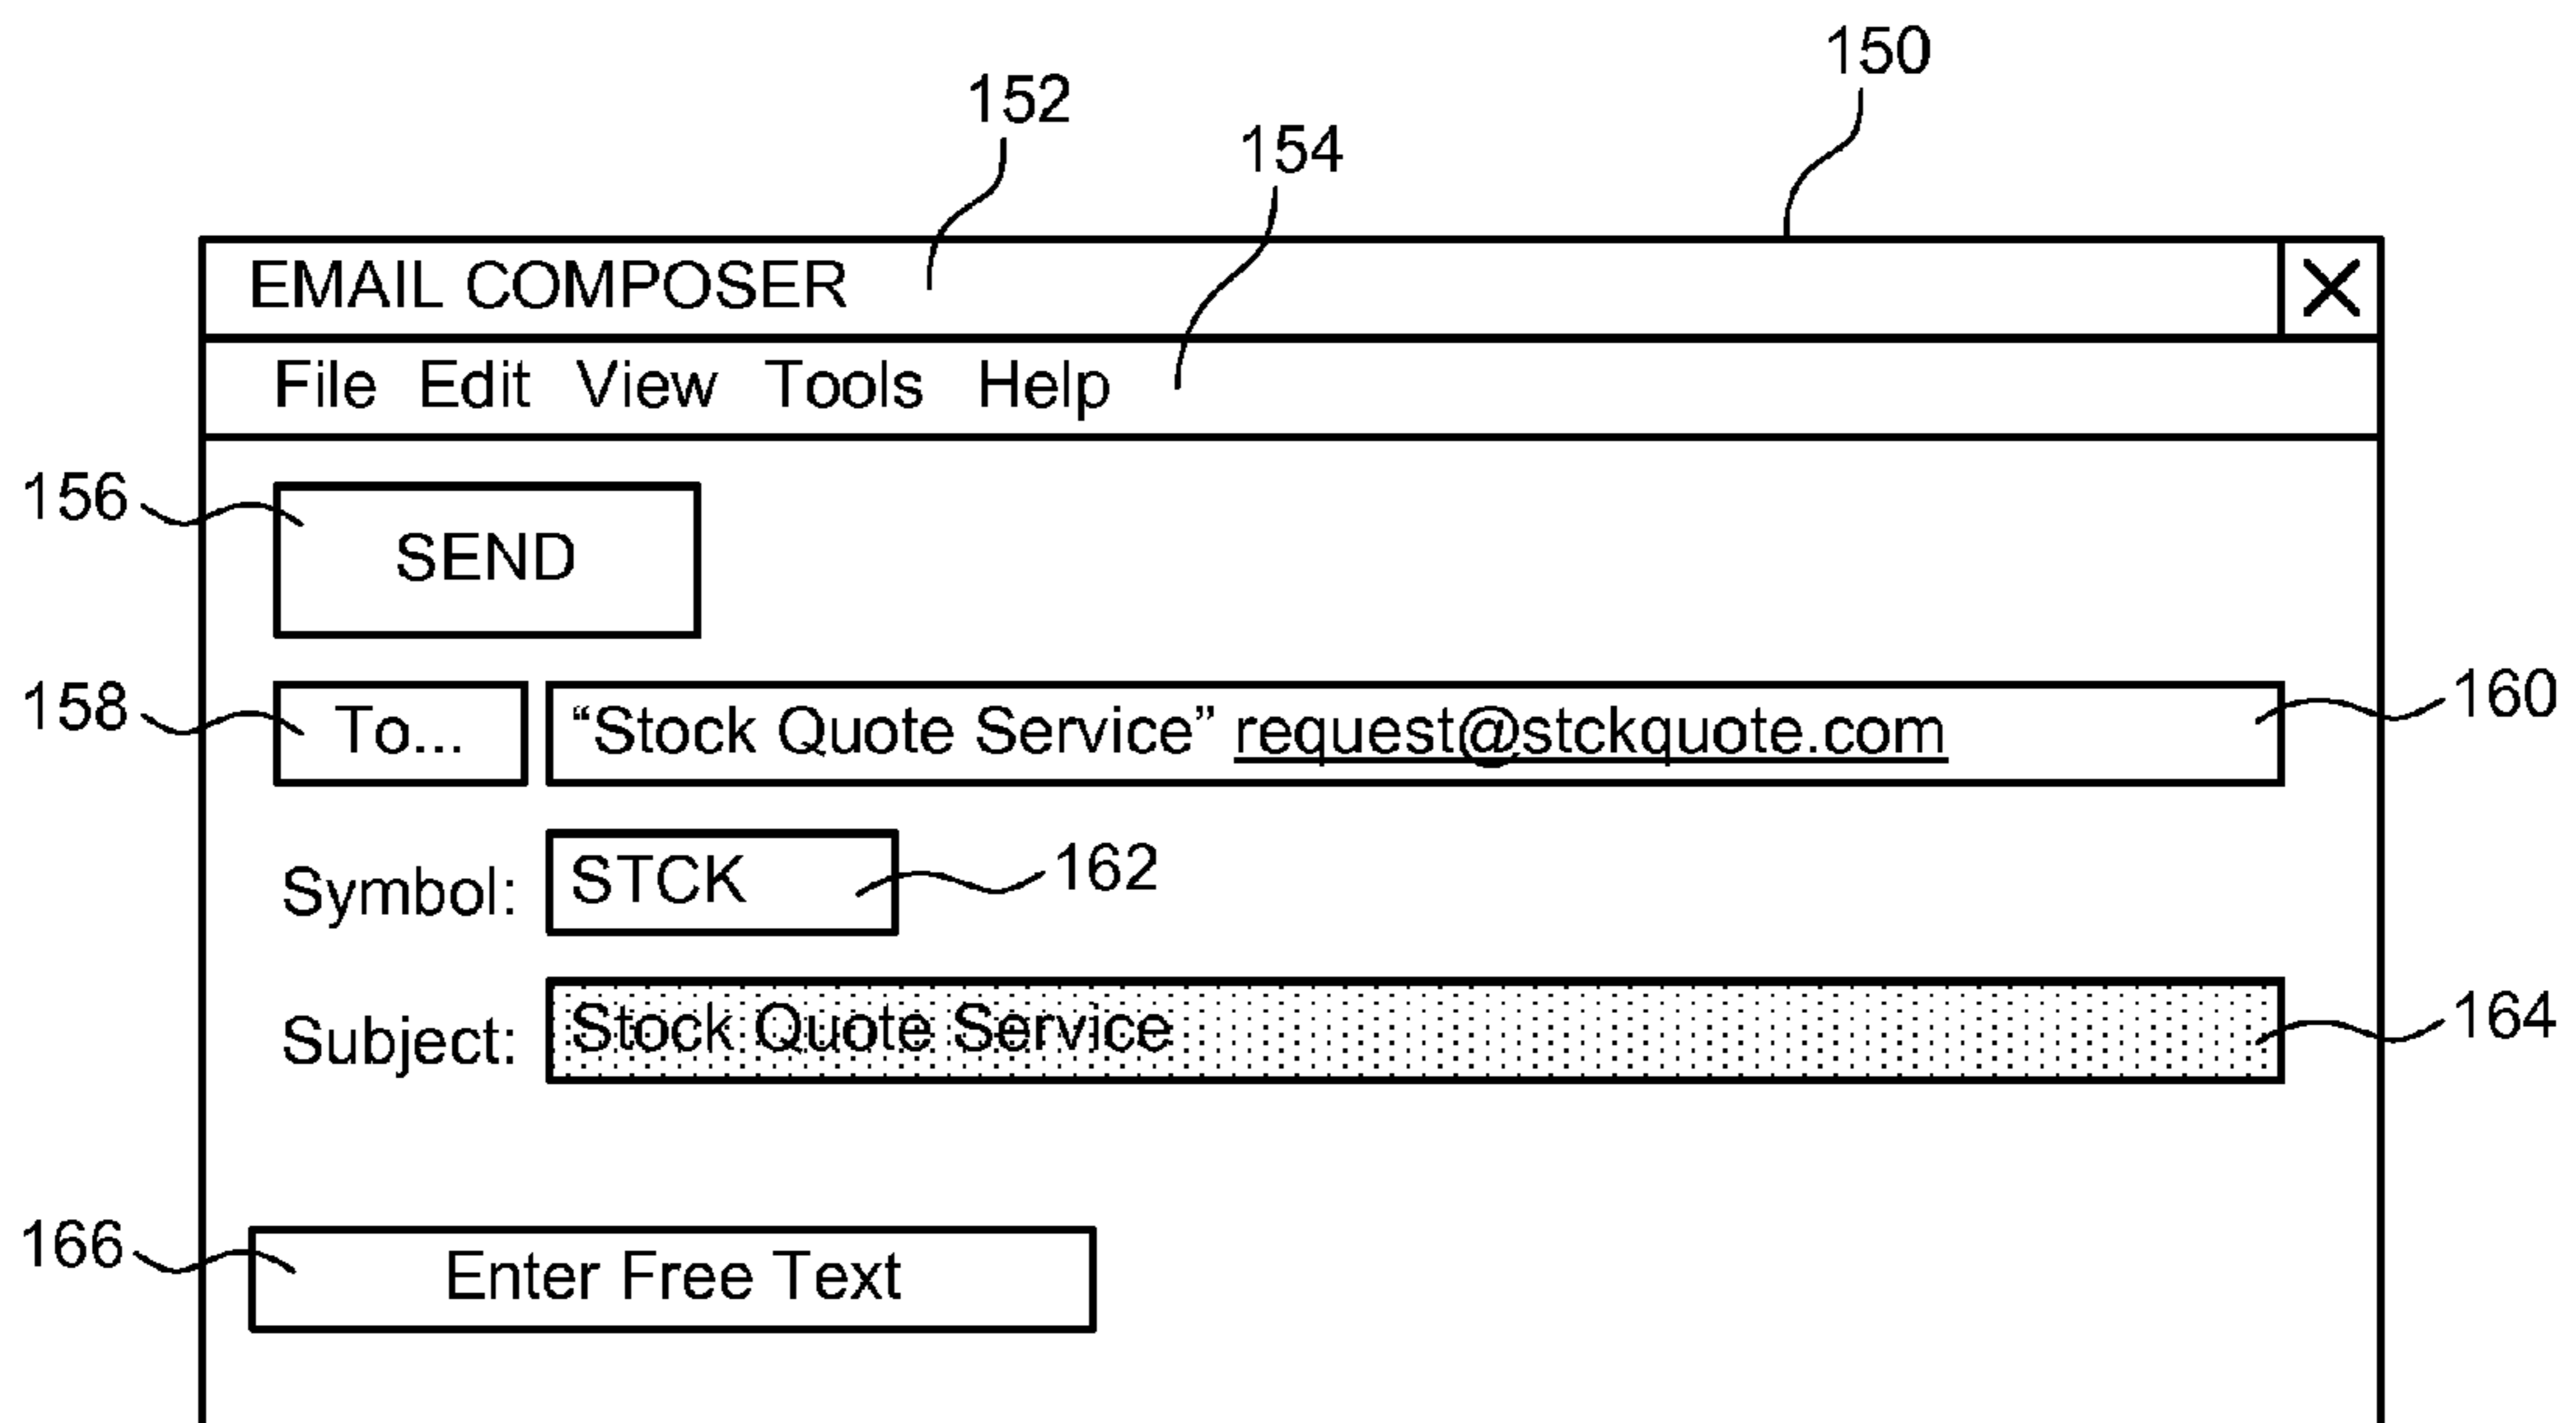 150
152
154
EMAIL COMPOSER X
File Edit View Tools Help
156
SEND
158
To... “Stock Quote Service” request@stckquote.com
160
Symbol: STCK
162
Subject: Stock Quote Service
164
166
Enter Free Text